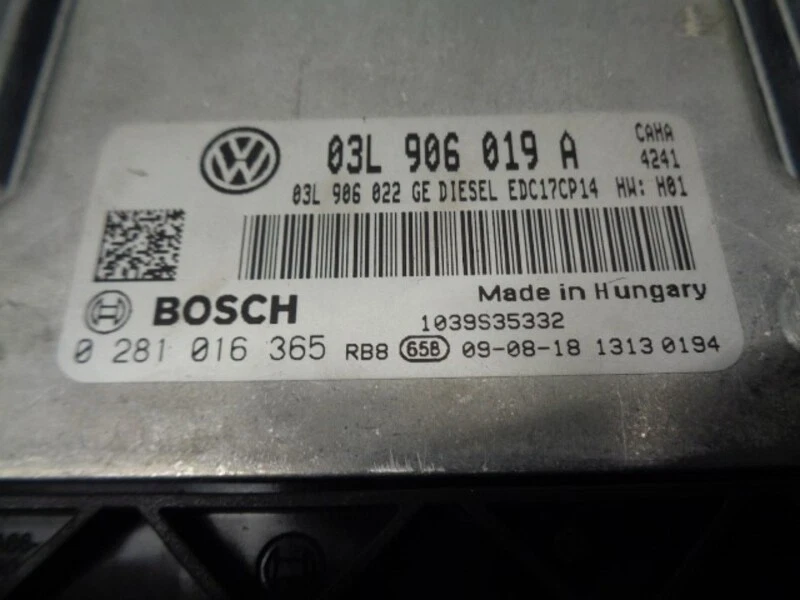 03L 906 019 A CAHA
4241
03L 906 022 GE DIESEL EDC17CP14 HW: H01
Made in Hungary
BOSCH
1039S35332
0 281 016 365 RB8 65B 09-08-18 1313 0194